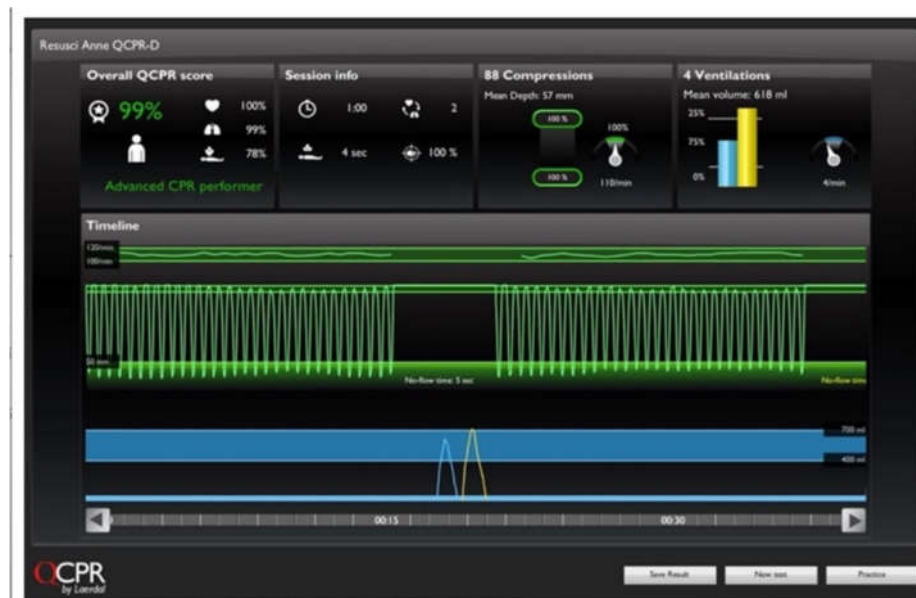 Resusci Anne QCPR-D
Overall QCPR score
99%
100%
99%
78%
Advanced CPR performer
Session info
1:00
2
4 sec
100 %
88 Compressions
Mean Depth: 57 mm
100 %
100%
100 %
110/min
4 Ventilations
Mean volume: 618 ml
25%
75%
0%
4/min
Timeline
120/min
100/min
50 mm
No-flow time: 5 sec
No-flow time
700 ml
400 ml
00:15
00:30
QCPR
by Laerdal
Save Result
New test
Practice